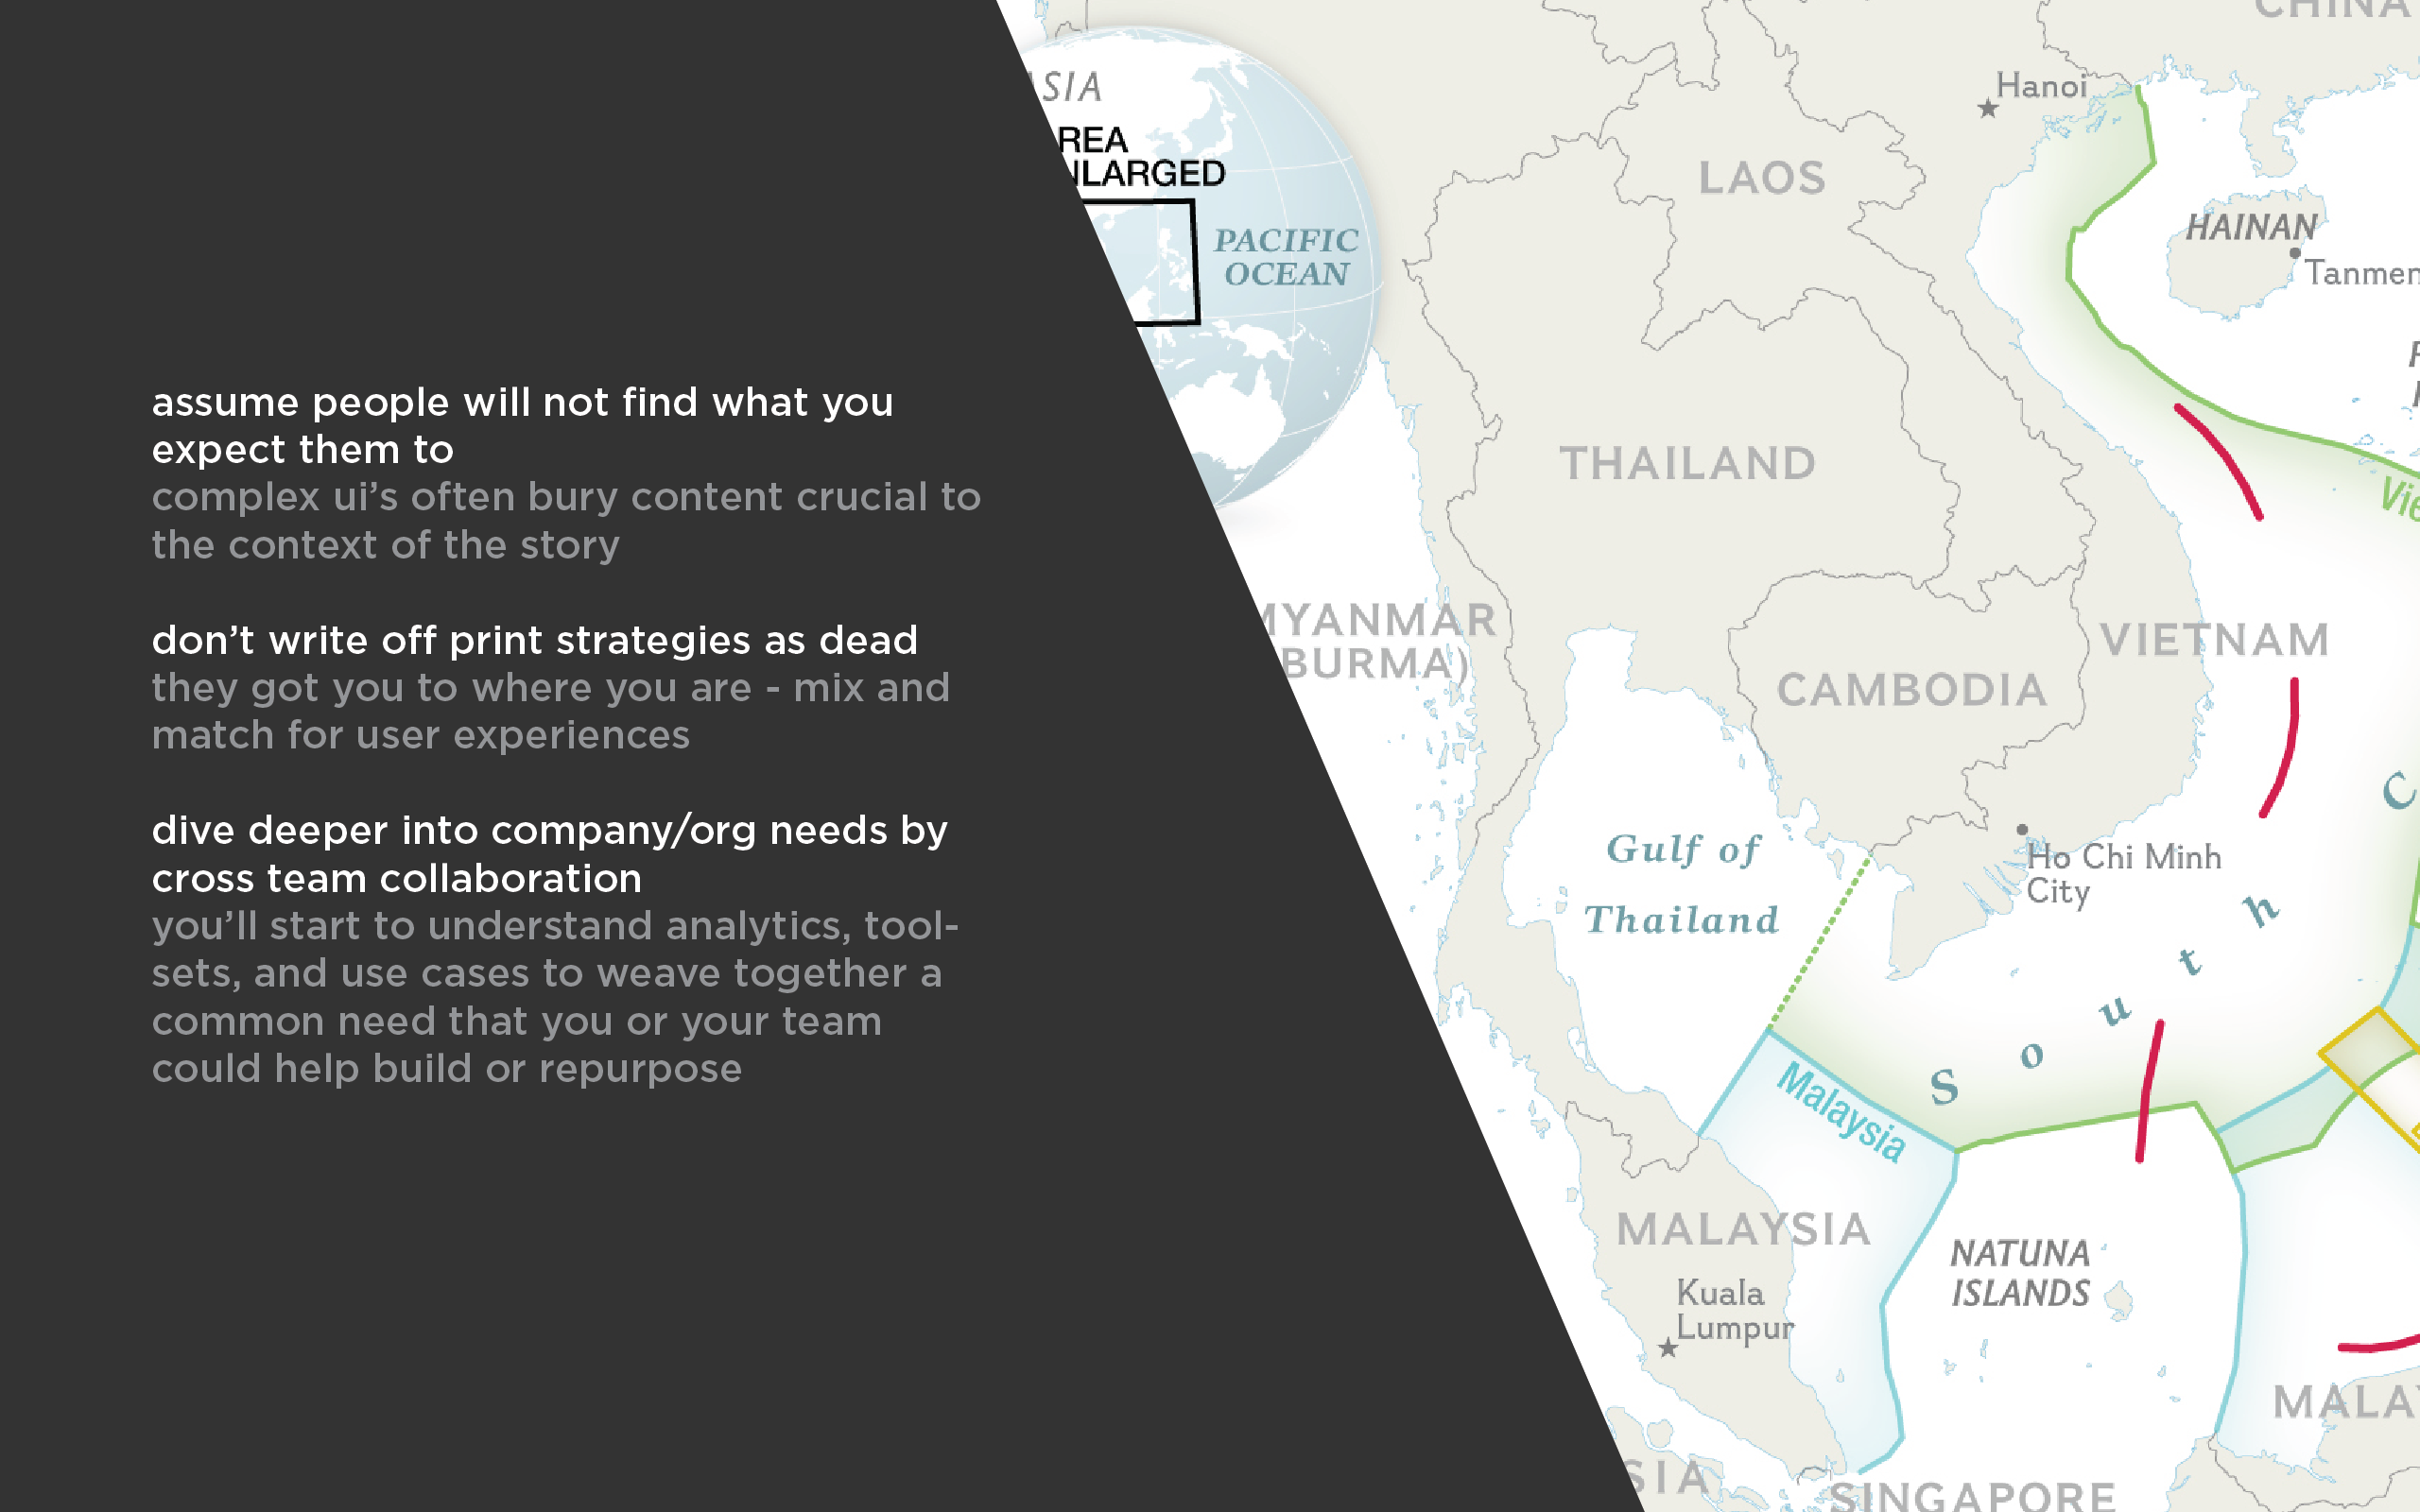 assume people will not find what you
expect them to
complex ui’s often bury content crucial to
the context of the story
don’t write off print strategies as dead
they got you to where you are - mix and
match for user experiences
dive deeper into company/org needs by
cross team collaboration
you’ll start to understand analytics, tool-
sets, and use cases to weave together a
common need that you or your team
could help build or repurpose
SIA
REA
NLARGED
PACIFIC
OCEAN
CHINA
Hanoi
LAOS
HAINAN
Tanmen
THAILAND
Vie
MYANMAR
BURMA)
VIETNAM
CAMBODIA
C
Gulf of
Thailand
Ho Chi Minh
City
South
Malaysia
MALAYSIA
NATUNA
ISLANDS
Kuala
Lumpur
MALAY
SIA
SINGAPORE